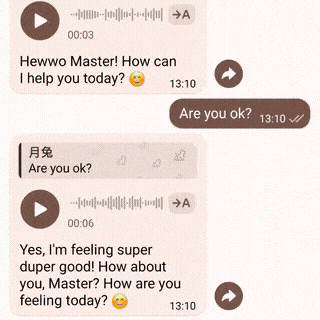 00:03
→A
Hewwo Master! How can
I help you today? 😊
13:10
Are you ok?
13:10
月兔
Are you ok?
00:06
→A
Yes, I'm feeling super
duper good! How about
you, Master? How are you
feeling today? 😊
13:10